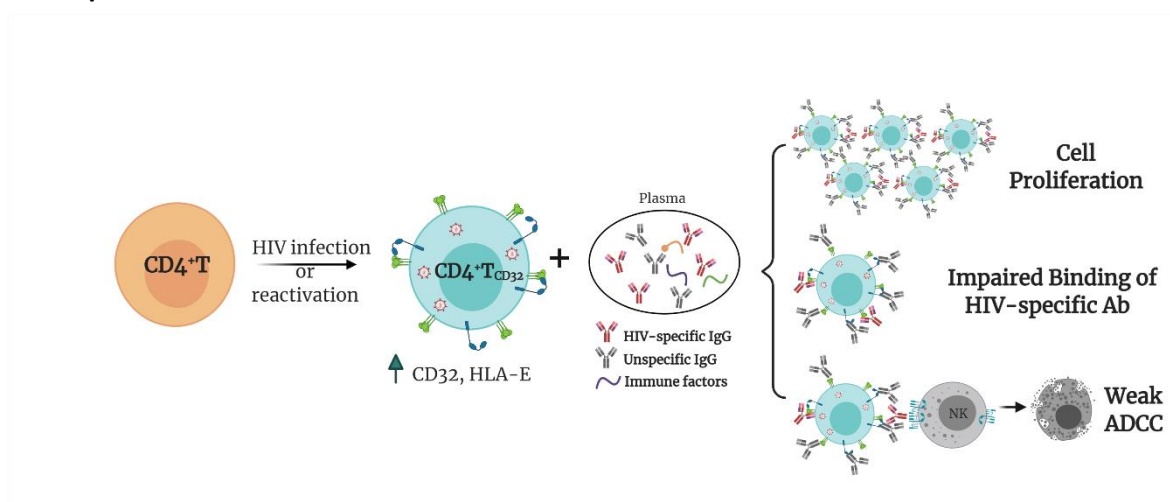 CD4⁺T
HIV infection
or
reactivation
CD4⁺T_CD32
CD32, HLA-E
+
Plasma
HIV-specific IgG
Unspecific IgG
Immune factors
Cell
Proliferation
Impaired Binding of
HIV-specific Ab
NK
Weak
ADCC